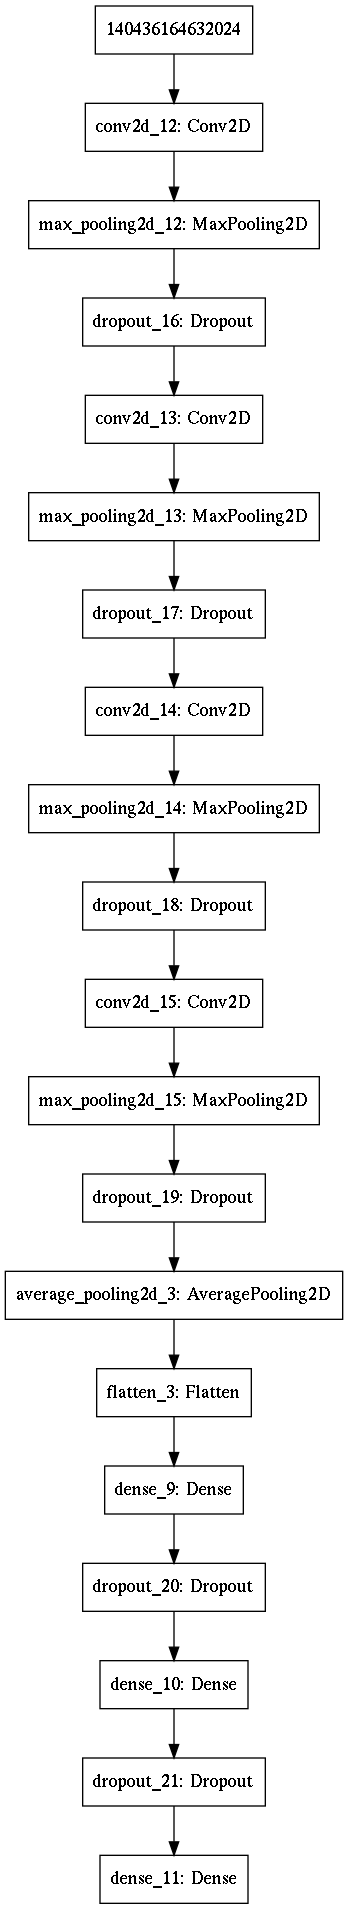 140436164632024
conv2d_12: Conv2D
max_pooling2d_12: MaxPooling2D
dropout_16: Dropout
conv2d_13: Conv2D
max_pooling2d_13: MaxPooling2D
dropout_17: Dropout
conv2d_14: Conv2D
max_pooling2d_14: MaxPooling2D
dropout_18: Dropout
conv2d_15: Conv2D
max_pooling2d_15: MaxPooling2D
dropout_19: Dropout
average_pooling2d_3: AveragePooling2D
flatten_3: Flatten
dense_9: Dense
dropout_20: Dropout
dense_10: Dense
dropout_21: Dropout
dense_11: Dense